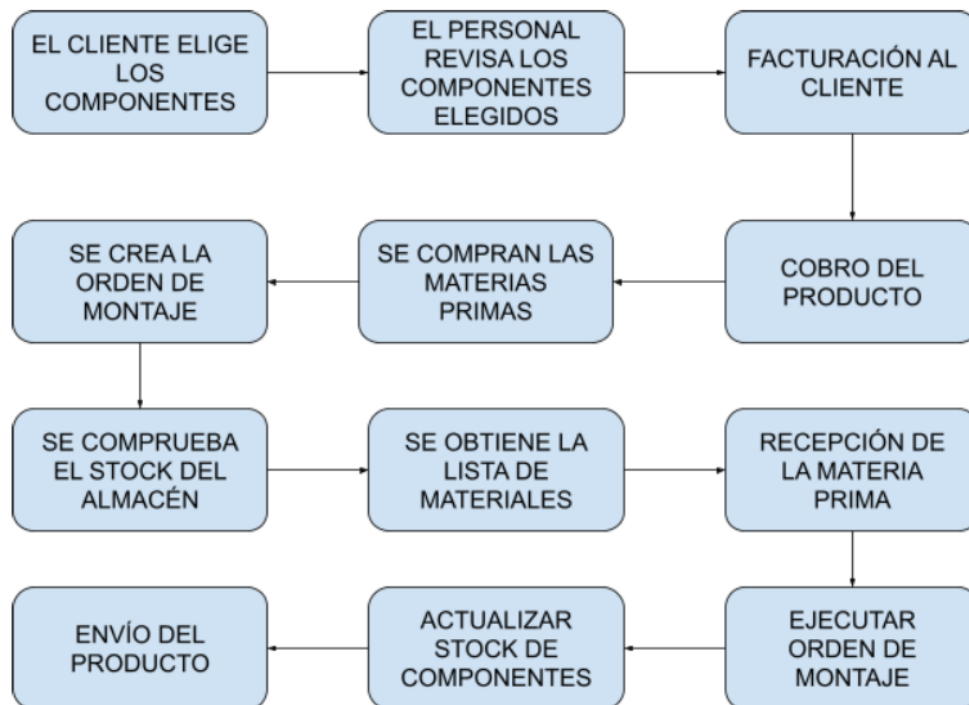 EL CLIENTE ELIGE
LOS
COMPONENTES
EL PERSONAL
REVISA LOS
COMPONENTES
ELEGIDOS
FACTURACIÓN AL
CLIENTE
COBRO DEL
PRODUCTO
SE COMPRAN LAS
MATERIAS
PRIMAS
SE CREA LA
ORDEN DE
MONTAJE
SE COMPRUEBA
EL STOCK DEL
ALMACÉN
SE OBTIENE LA
LISTA DE
MATERIALES
RECEPCIÓN DE
LA MATERIA
PRIMA
EJECUTAR
ORDEN DE
MONTAJE
ACTUALIZAR
STOCK DE
COMPONENTES
ENVÍO DEL
PRODUCTO